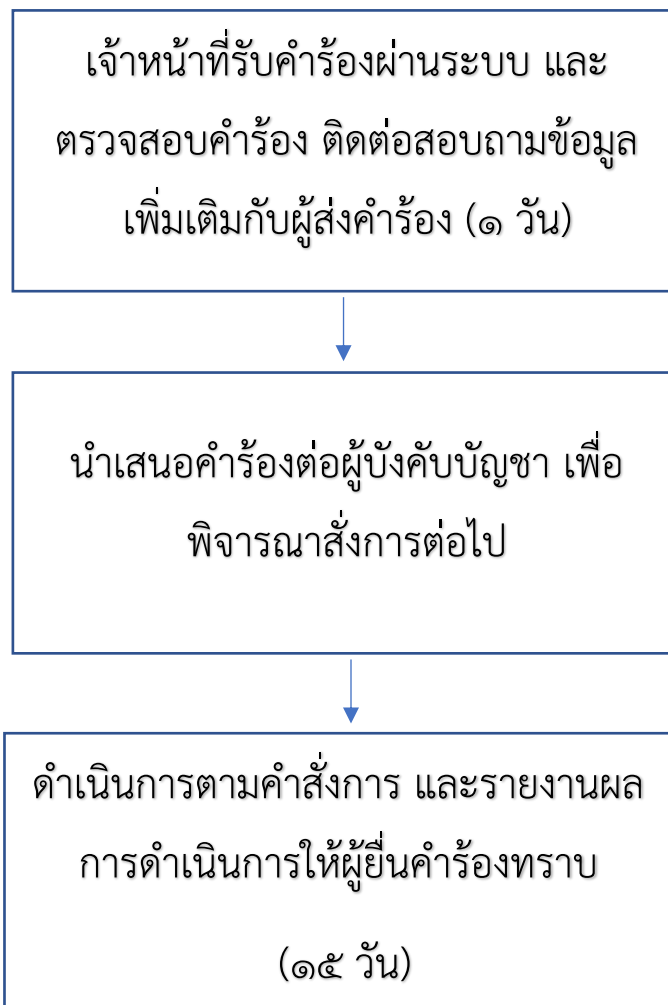 เจ้าหน้าที่รับคำร้องผ่านระบบ และ
ตรวจสอบคำร้อง ติดต่อสอบถามข้อมูล
เพิ่มเติมกับผู้ส่งคำร้อง (๑ วัน)
นำเสนอคำร้องต่อผู้บังคับบัญชา เพื่อ
พิจารณาสั่งการต่อไป
ดำเนินการตามคำสั่งการ และรายงานผล
การดำเนินการให้ผู้ยื่นคำร้องทราบ
(๑๕ วัน)